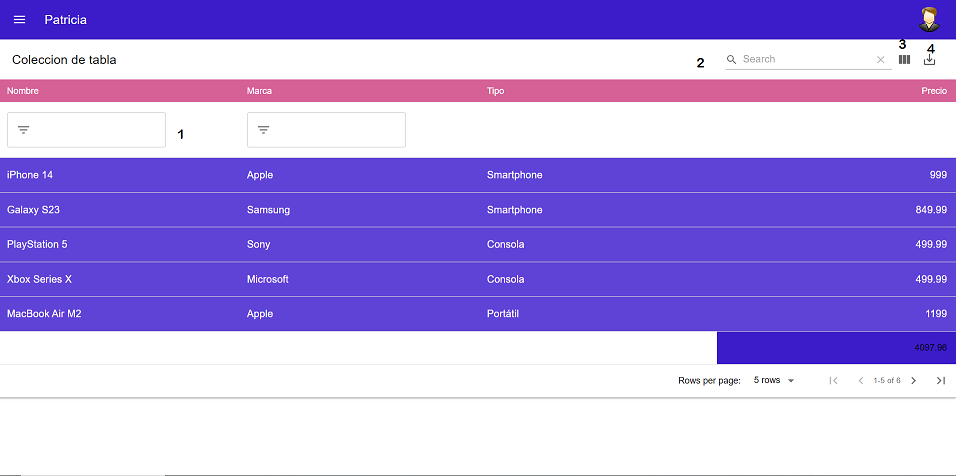 Patricia
Coleccion de tabla
2
Search
3
4
Nombre Marca Tipo Precio
1
iPhone 14 Apple Smartphone 999
Galaxy S23 Samsung Smartphone 849.99
PlayStation 5 Sony Consola 499.99
Xbox Series X Microsoft Consola 499.99
MacBook Air M2 Apple Portátil 1199
4097.96
Rows per page: 5 rows 1-5 of 6